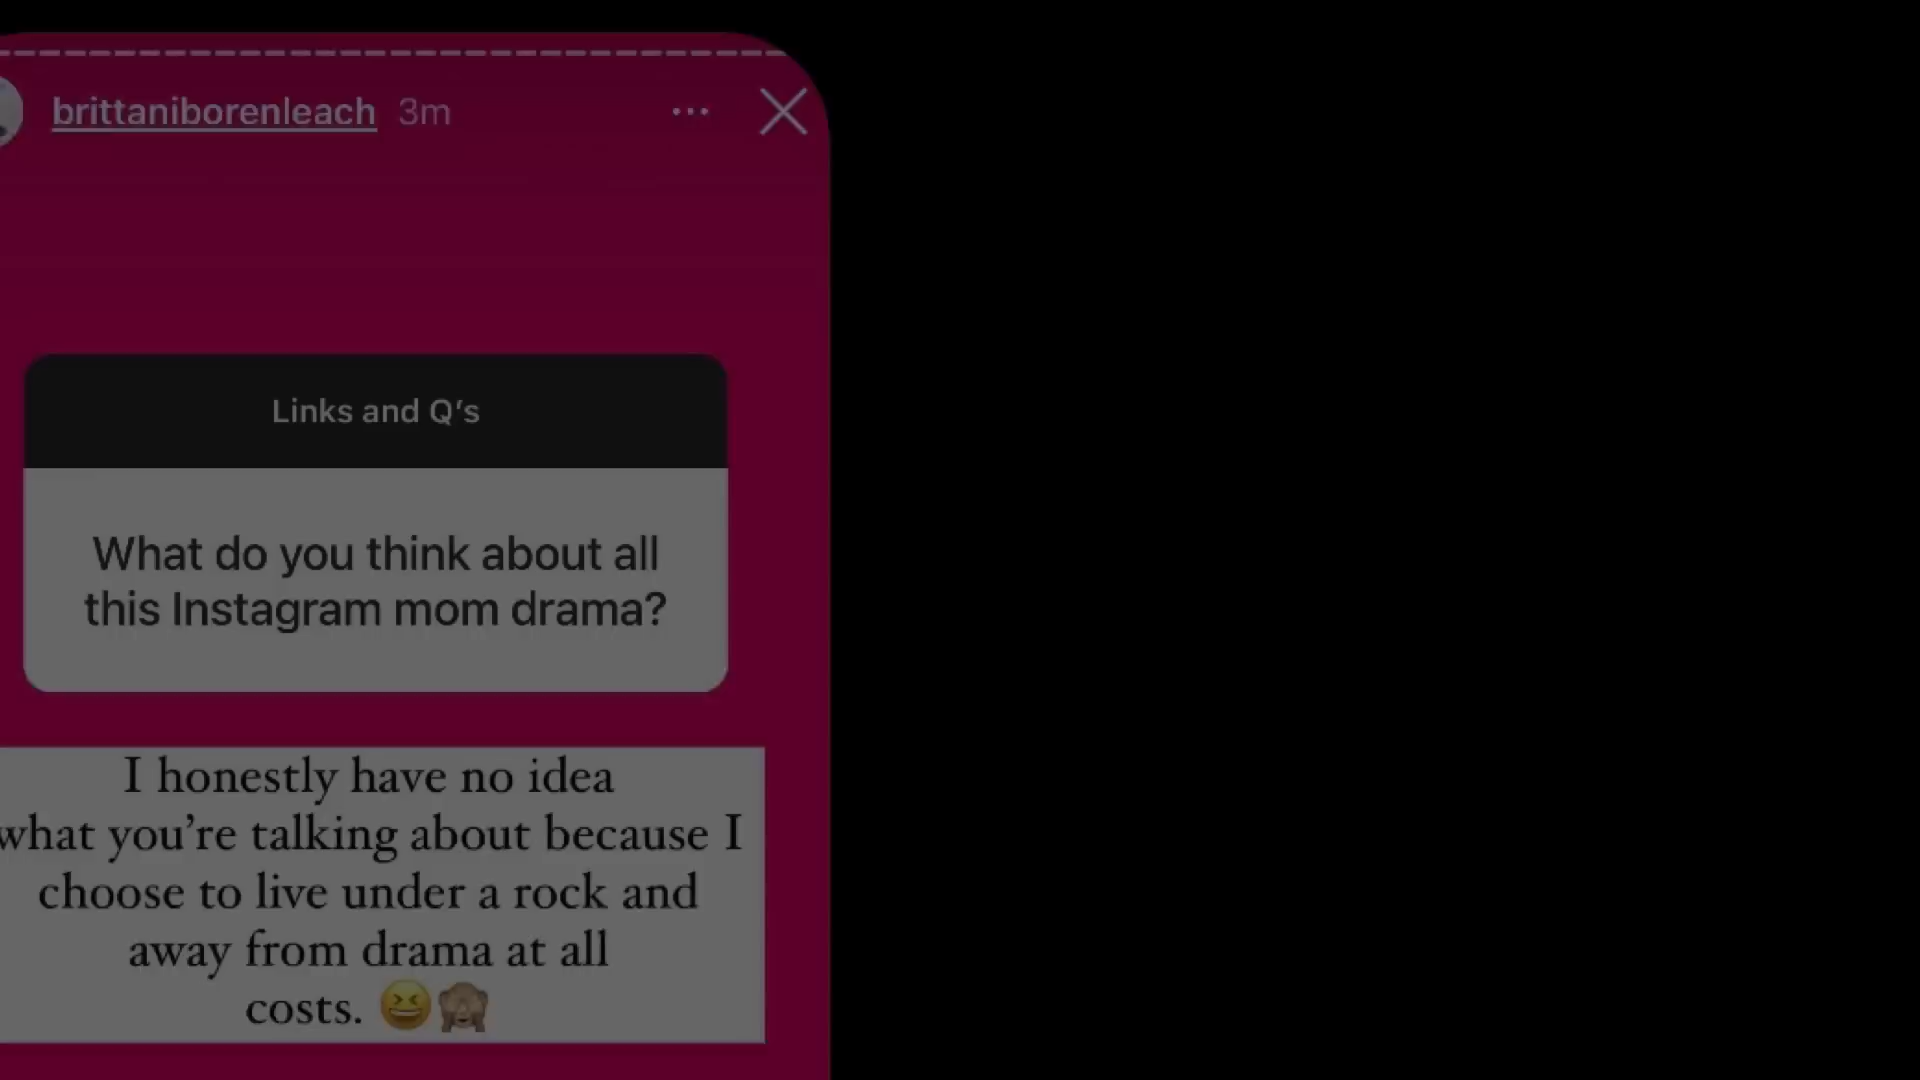 brittaniborenleach 3m
Links and Q's
What do you think about all
this Instagram mom drama?
I honestly have no idea
what you're talking about because I
choose to live under a rock and
away from drama at all
costs. 😆🙈